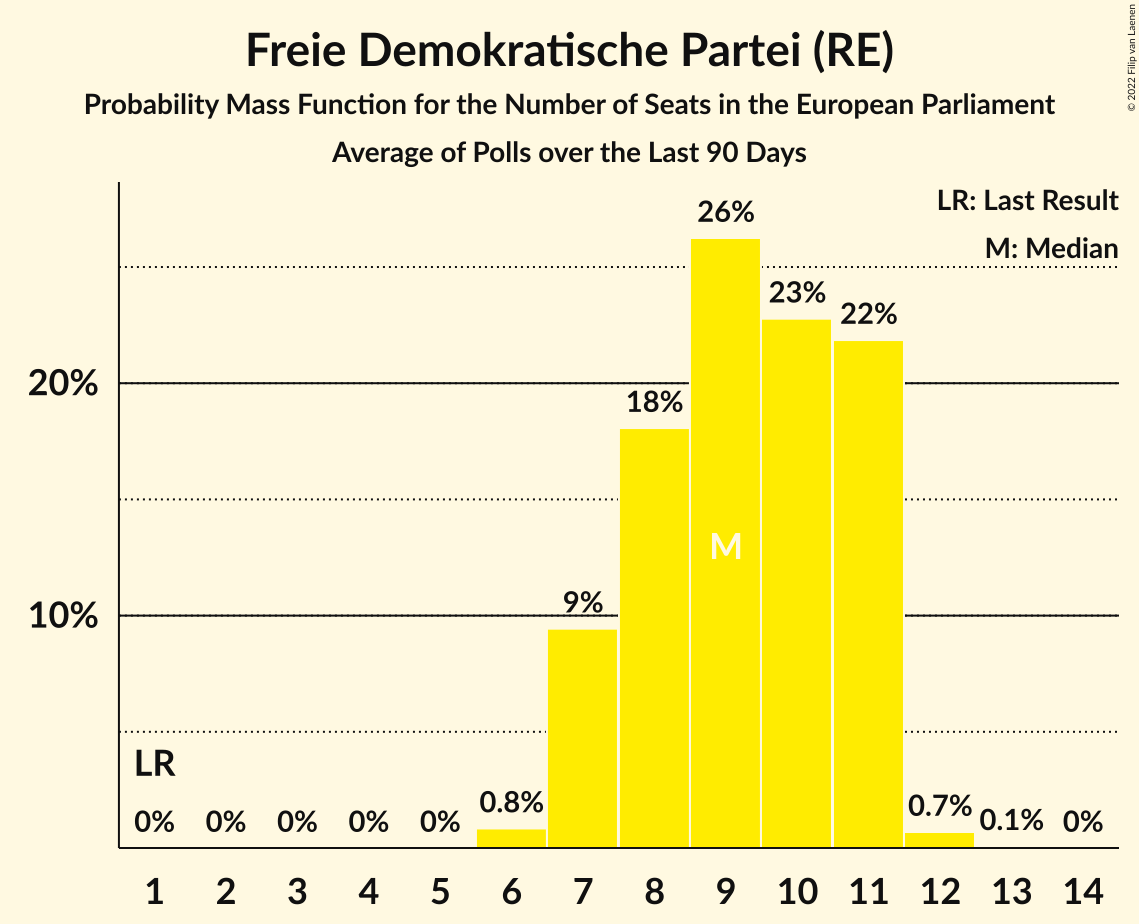 Freie Demokratische Partei (RE)
Probability Mass Function for the Number of Seats in the European Parliament
Average of Polls over the Last 90 Days
© 2022 Filip van Laenen
LR: Last Result
M: Median
26%
23%
22%
20%
18%
M
10%
9%
LR
0% 0% 0% 0% 0% 0.8% 0.7% 0.1% 0%
1 2 3 4 5 6 7 8 9 10 11 12 13 14